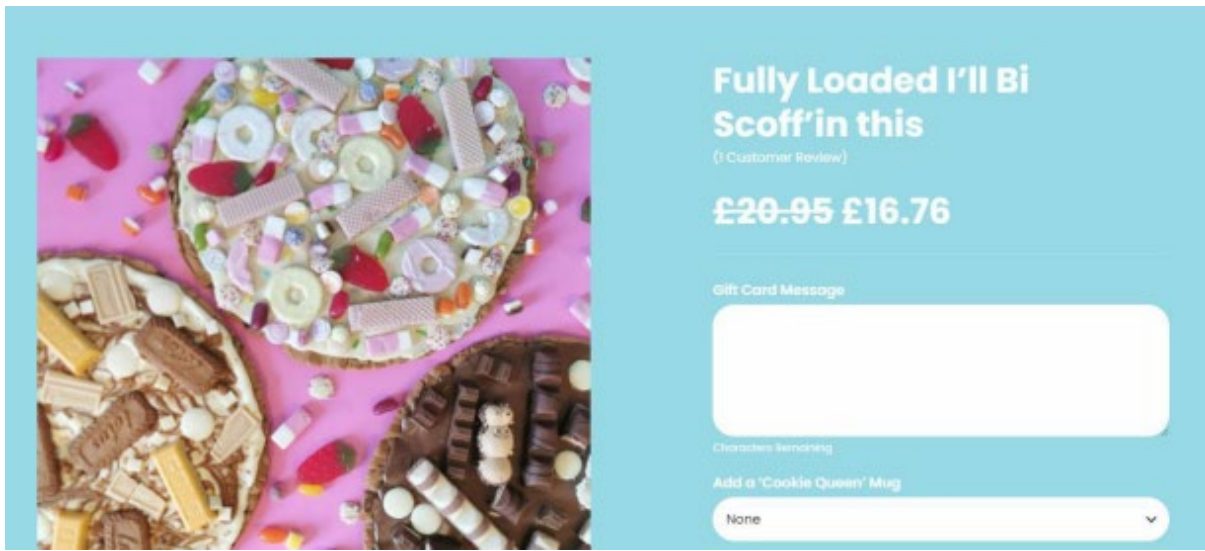 Fully Loaded I'll Bi
Scoff'in this
(1 Customer Review)
£20.95 £16.76
Gift Card Message
Characters Remaining
Add a 'Cookie Queen' Mug
None